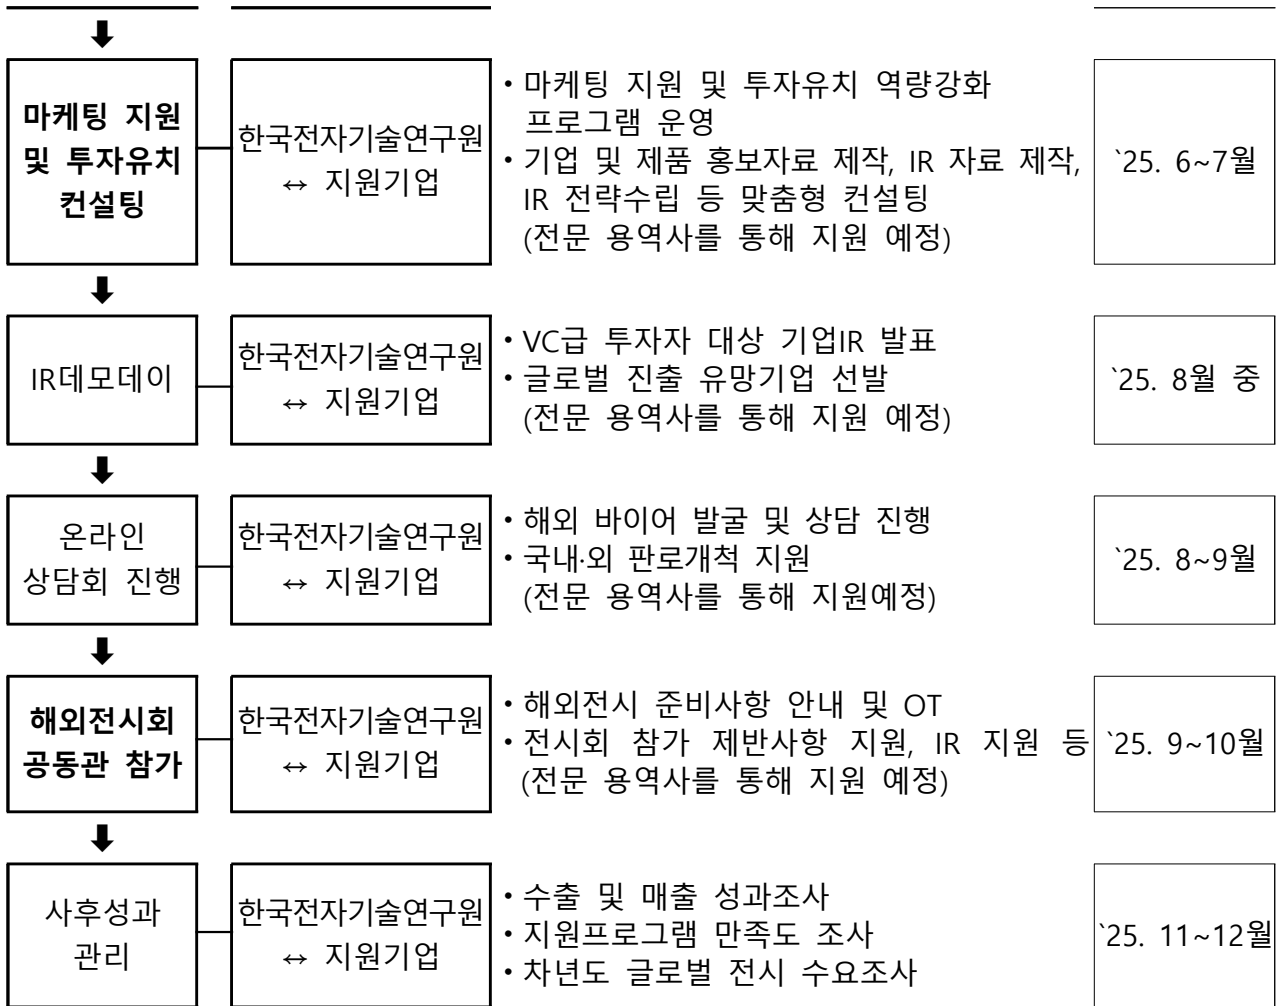 마케팅 지원
및 투자유치
컨설팅
한국전자기술연구원
↔ 지원기업
• 마케팅 지원 및 투자유치 역량강화
프로그램 운영
• 기업 및 제품 홍보자료 제작, IR 자료 제작,
IR 전략수립 등 맞춤형 컨설팅
(전문 용역사를 통해 지원 예정)
`25. 6~7월
IR데모데이
한국전자기술연구원
↔ 지원기업
• VC급 투자자 대상 기업IR 발표
• 글로벌 진출 유망기업 선발
(전문 용역사를 통해 지원 예정)
`25. 8월 중
온라인
상담회 진행
한국전자기술연구원
↔ 지원기업
• 해외 바이어 발굴 및 상담 진행
• 국내·외 판로개척 지원
(전문 용역사를 통해 지원예정)
`25. 8~9월
해외전시회
공동관 참가
한국전자기술연구원
↔ 지원기업
• 해외전시 준비사항 안내 및 OT
• 전시회 참가 제반사항 지원, IR 지원 등
(전문 용역사를 통해 지원 예정)
`25. 9~10월
사후성과
관리
한국전자기술연구원
↔ 지원기업
• 수출 및 매출 성과조사
• 지원프로그램 만족도 조사
• 차년도 글로벌 전시 수요조사
`25. 11~12월